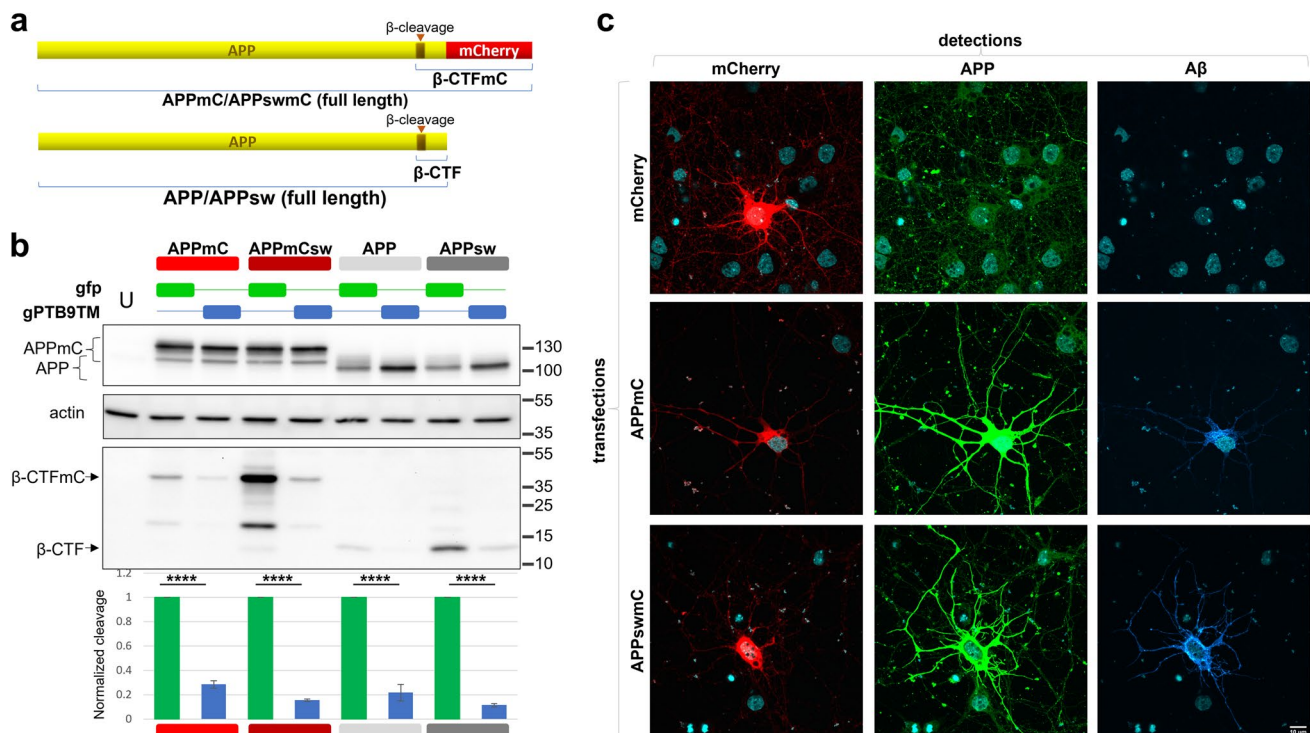 a
β-cleavage
APP
mCherry
β-CTFmC
APPmC/APPswmC (full length)
β-cleavage
APP
β-CTF
APP/APPsw (full length)
b
APPmC APPmCsw APP APPsw
gfp
gPTB9TM
U
APPmC
APP
130
100
actin
55
35
β-CTFmC
β-CTF
55
35
25
15
10
Normalized cleavage
1.2
1
0.8
0.6
0.4
0.2
0
**** **** **** ****
c
detections
mCherry APP Aβ
transfections
mCherry
APPmC
APPswmC
10 µm